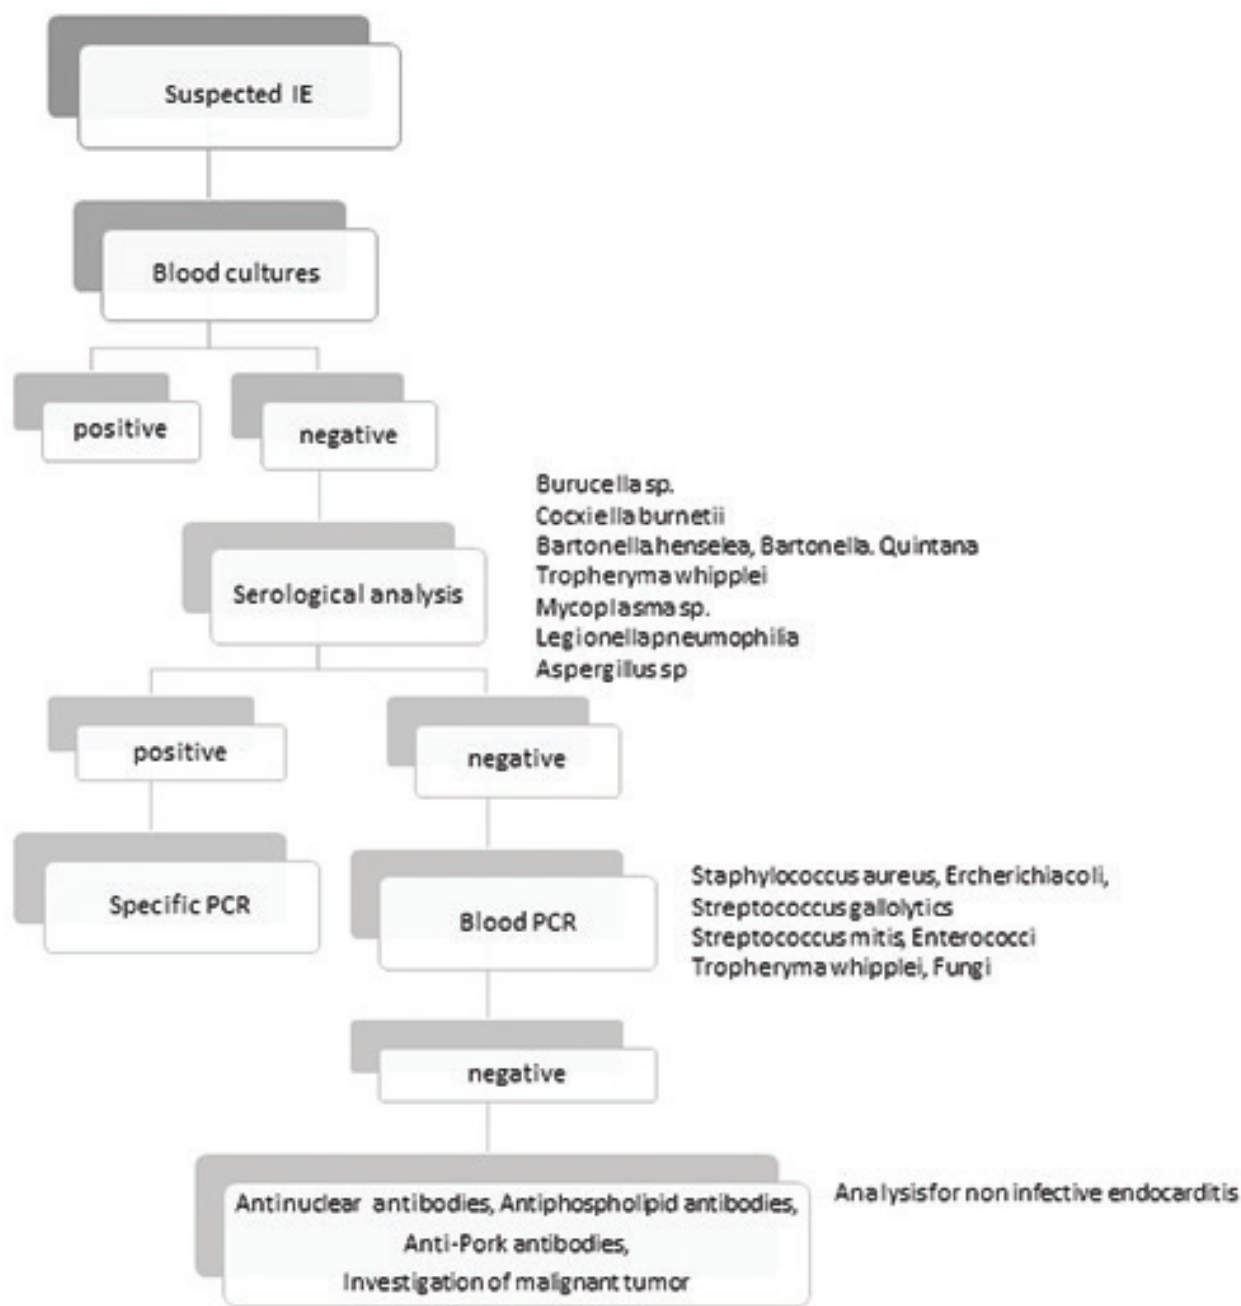 Suspected IE
Blood cultures
positive
negative
Burucella sp.
Cocxiella burnetii
Bartonella.henselea, Bartonella. Quintana
Tropheryma whipplei
Mycoplasma sp.
Legionella pneumophilia
Aspergillus sp
Serological analysis
positive
negative
Specific PCR
Blood PCR
Staphylococcus aureus, Ercherichia coli,
Streptococcus gallolytics
Streptococcus mitis, Enterococci
Tropheryma whipplei, Fungi
negative
Antinuclear antibodies, Antiphospholipid antibodies,
Anti-Pork antibodies,
Investigation of malignant tumor
Analysis for non infective endocarditis